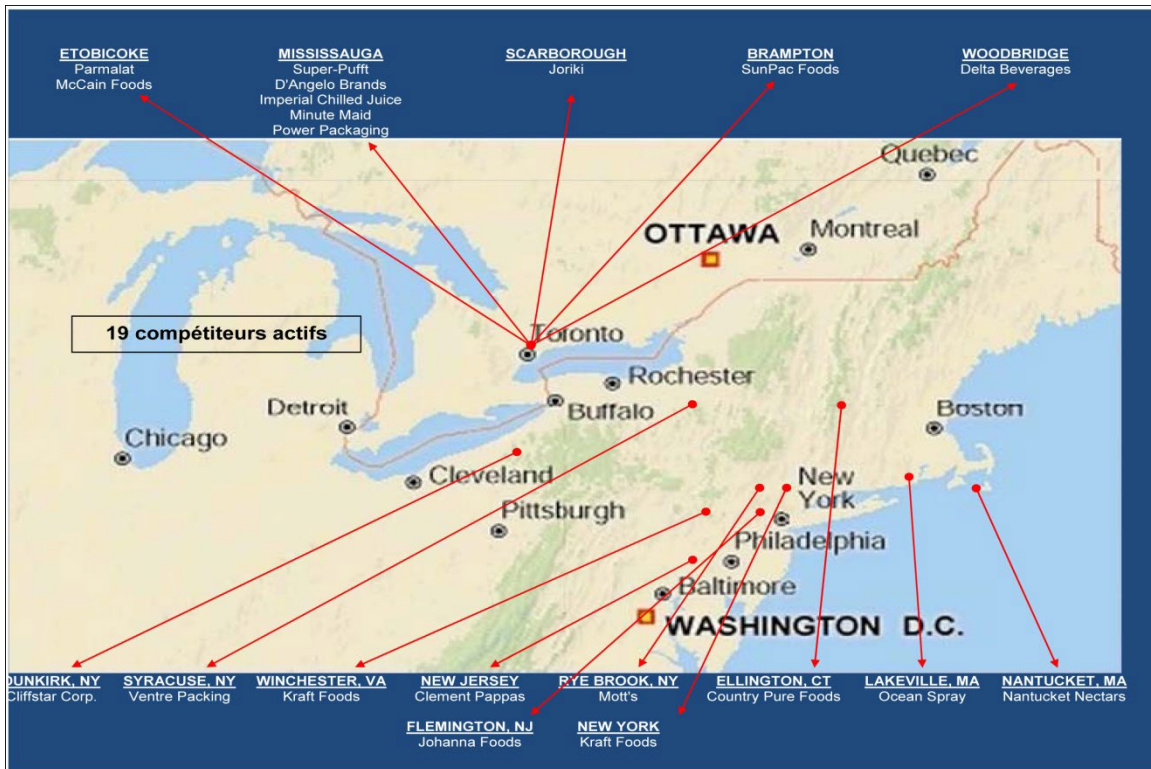 ETOBICOKE
Parmalat
McCain Foods
MISSISSAUGA
Super-Pufft
D'Angelo Brands
Imperial Chilled Juice
Minute Maid
Power Packaging
SCARBOROUGH
Joriki
BRAMPTON
SunPac Foods
WOODBRIDGE
Delta Beverages
Quebec
OTTAWA
Montreal
19 compétiteurs actifs
Toronto
Rochester
Detroit
Buffalo
Boston
Chicago
Cleveland
New
York
Pittsburgh
Philadelphia
Baltimore
WASHINGTON D.C.
DUNKIRK, NY
Cliffstar Corp.
SYRACUSE, NY
Ventre Packing
WINCHESTER, VA
Kraft Foods
NEW JERSEY
Clement Pappas
RYE BROOK, NY
Mott's
ELLINGTON, CT
Country Pure Foods
LAKEVILLE, MA
Ocean Spray
NANTUCKET, MA
Nantucket Nectars
FLEMINGTON, NJ
Johanna Foods
NEW YORK
Kraft Foods